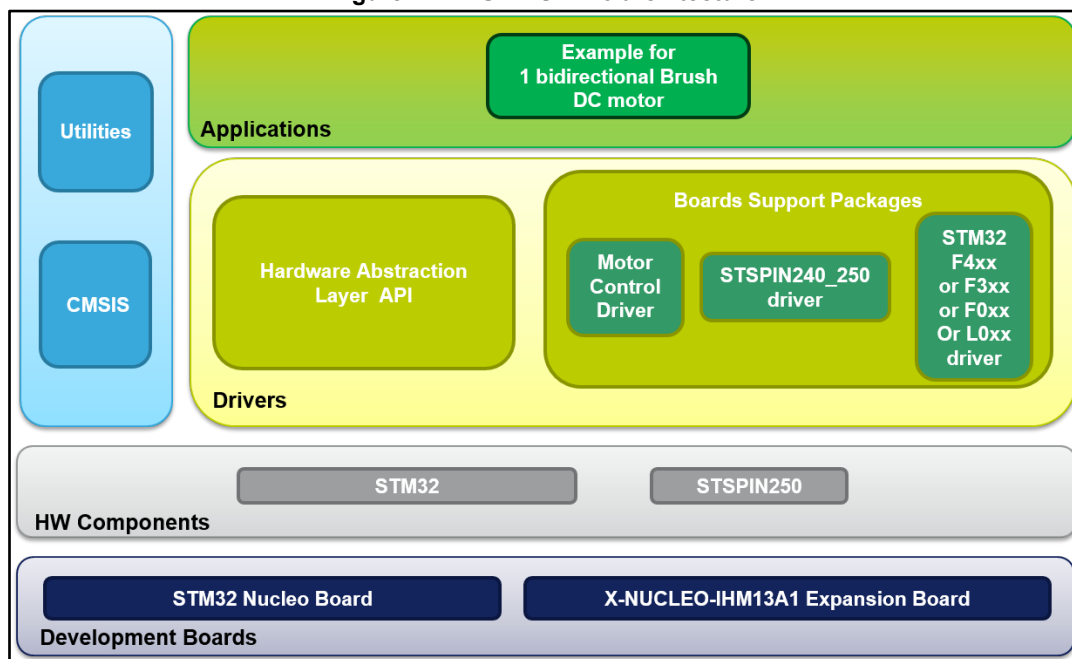 Example for
1 bidirectional Brush
DC motor
Applications
Utilities
CMSIS
Boards Support Packages
Hardware Abstraction
Layer API
Motor
Control
Driver
STSPIN240_250
driver
STM32
F4xx
or F3xx
or F0xx
Or L0xx
driver
Drivers
STM32
STSPIN250
HW Components
STM32 Nucleo Board
X-NUCLEO-IHM13A1 Expansion Board
Development Boards